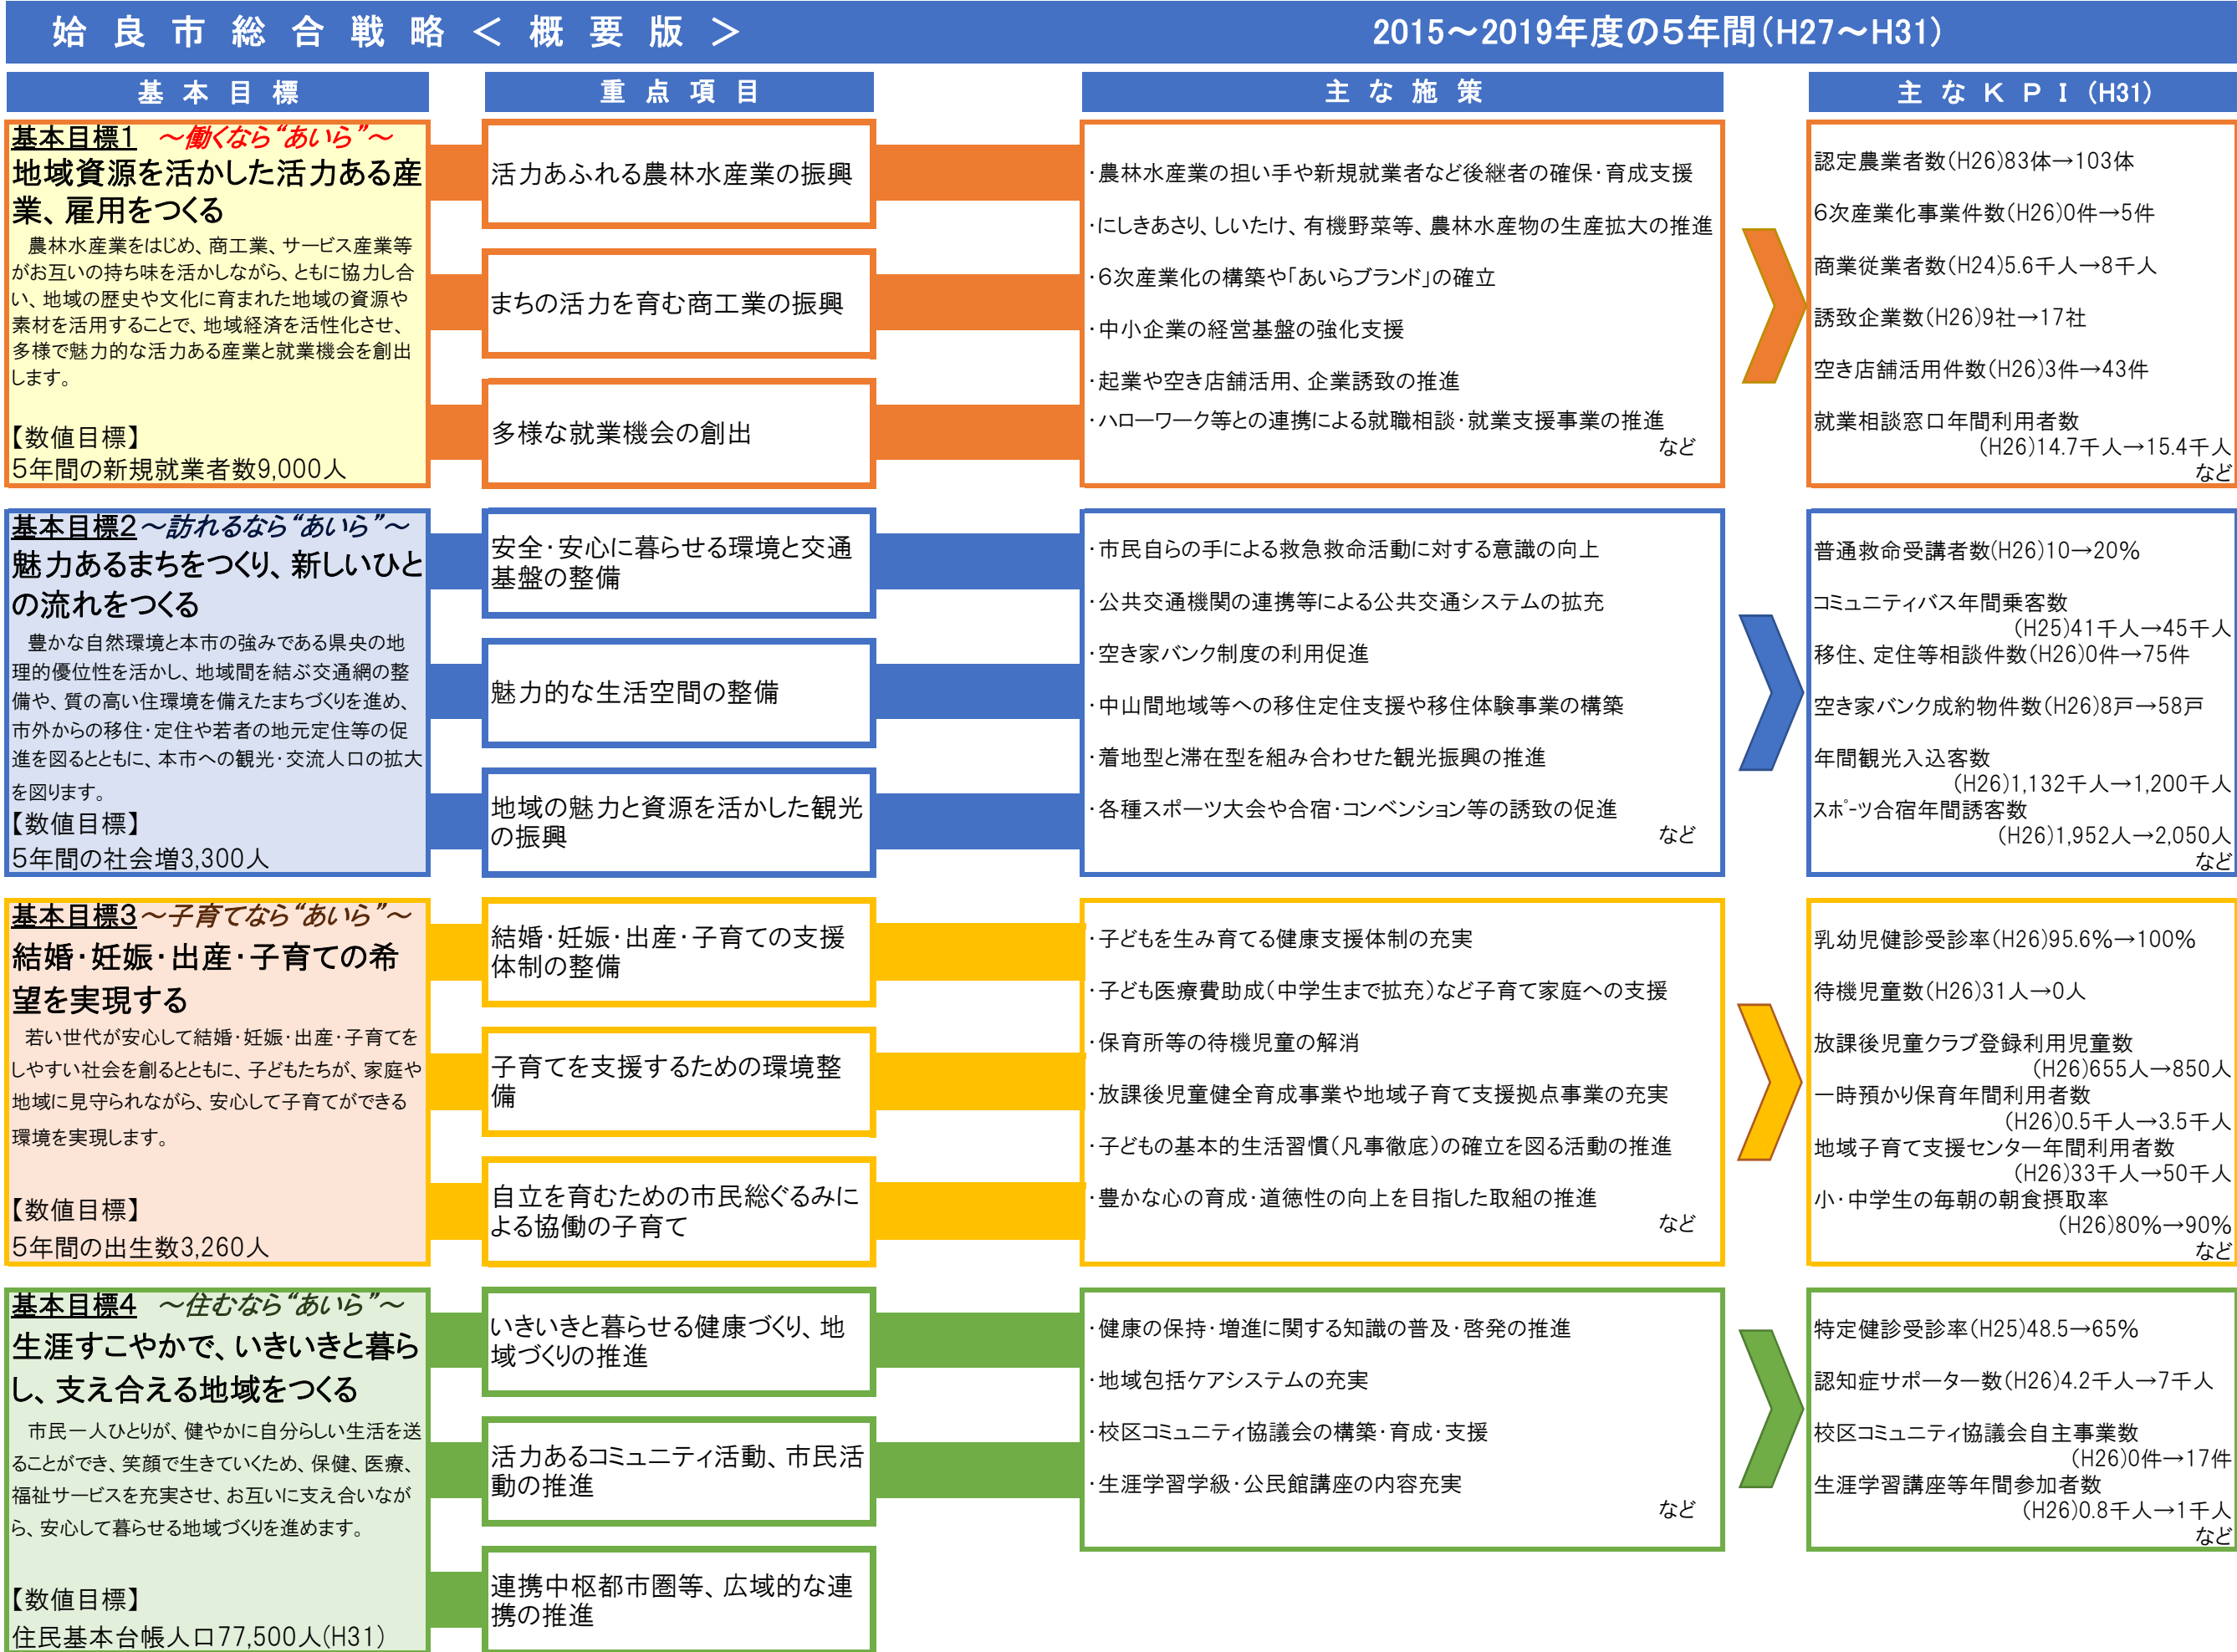 始良市総合戦略＜概要版＞
2015～2019年度の5年間(H27～H31)
基本目標
重点項目
主な施策
主なKPI(H31)
基本目標1　～働くなら“あいら”～
地域資源を活かした活力ある産
業、雇用をつくる
農林水産業をはじめ、商工業、サービス産業等
がお互いの持ち味を活かしながら、ともに協力し合
い、地域の歴史や文化に育まれた地域の資源や
素材を活用することで、地域経済を活性化させ、
多様で魅力的な活力ある産業と就業機会を創出
します。
【数値目標】
5年間の新規就業者数9,000人
活力あふれる農林水産業の振興
まちの活力を育む商工業の振興
多様な就業機会の創出
・農林水産業の担い手や新規就業者など後継者の確保・育成支援
・にしきあさり、しいたけ、有機野菜等、農林水産物の生産拡大の推進
・6次産業化の構築や「あいらブランド」の確立
・中小企業の経営基盤の強化支援
・起業や空き店舗活用、企業誘致の推進
・ハローワーク等との連携による就職相談・就業支援事業の推進
など
認定農業者数(H26)83体→103体
6次産業化事業件数(H26)0件→5件
商業従業者数(H24)5.6千人→8千人
誘致企業数(H26)9社→17社
空き店舗活用件数(H26)3件→43件
就業相談窓口年間利用者数
(H26)14.7千人→15.4千人
など
基本目標2～訪れるなら“あいら”～
魅力あるまちをつくり、新しいひと
の流れをつくる
豊かな自然環境と本市の強みである県央の地
理的優位性を活かし、地域間を結ぶ交通網の整
備や、質の高い住環境を備えたまちづくりを進め、
市外からの移住・定住や若者の地元定住等の促
進を図るとともに、本市への観光・交流人口の拡大
を図ります。
【数値目標】
5年間の社会増3,300人
安全・安心に暮らせる環境と交通
基盤の整備
魅力的な生活空間の整備
地域の魅力と資源を活かした観光
の振興
・市民自らの手による救急救命活動に対する意識の向上
・公共交通機関の連携等による公共交通システムの拡充
・空き家バンク制度の利用促進
・中山間地域等への移住定住支援や移住体験事業の構築
・着地型と滞在型を組み合わせた観光振興の推進
・各種スポーツ大会や合宿・コンベンション等の誘致の促進
など
普通救命受講者数(H26)10→20%
コミュニティバス年間乗客数
(H25)41千人→45千人
移住、定住等相談件数(H26)0件→75件
空き家バンク成約物件数(H26)8戸→58戸
年間観光入込客数
(H26)1,132千人→1,200千人
スポーツ合宿年間誘客数
(H26)1,952人→2,050人
など
基本目標3～子育てなら“あいら”～
結婚・妊娠・出産・子育ての希
望を実現する
若い世代が安心して結婚・妊娠・出産・子育てを
しやすい社会を創るとともに、子どもたちが、家庭や
地域に見守られながら、安心して子育てができる
環境を実現します。
【数値目標】
5年間の出生数3,260人
結婚・妊娠・出産・子育ての支援
体制の整備
子育てを支援するための環境整
備
自立を育むための市民総ぐるみに
よる協働の子育て
・子どもを生み育てる健康支援体制の充実
・子ども医療費助成(中学生まで拡充)など子育て家庭への支援
・保育所等の待機児童の解消
・放課後児童健全育成事業や地域子育て支援拠点事業の充実
・子どもの基本的生活習慣(凡事徹底)の確立を図る活動の推進
・豊かな心の育成・道徳性の向上を目指した取組の推進
など
乳幼児健診受診率(H26)95.6%→100%
待機児童数(H26)31人→0人
放課後児童クラブ登録利用児童数
(H26)655人→850人
一時預かり保育年間利用者数
(H26)0.5千人→3.5千人
地域子育て支援センター年間利用者数
(H26)33千人→50千人
小・中学生の毎朝の朝食摂取率
(H26)80%→90%
など
基本目標4　～住むなら“あいら”～
生涯すこやかで、いきいきと暮ら
し、支え合える地域をつくる
市民一人ひとりが、健やかに自分らしい生活を送
ることができ、笑顔で生きていくため、保健、医療、
福祉サービスを充実させ、お互いに支え合いなが
ら、安心して暮らせる地域づくりを進めます。
【数値目標】
住民基本台帳人口77,500人(H31)
いきいきと暮らせる健康づくり、地
域づくりの推進
活力あるコミュニティ活動、市民活
動の推進
連携中枢都市圏等、広域的な連
携の推進
・健康の保持・増進に関する知識の普及・啓発の推進
・地域包括ケアシステムの充実
・校区コミュニティ協議会の構築・育成・支援
・生涯学習学級・公民館講座の内容充実
など
特定健診受診率(H25)48.5→65%
認知症サポーター数(H26)4.2千人→7千人
校区コミュニティ協議会自主事業数
(H26)0件→17件
生涯学習講座等年間参加者数
(H26)0.8千人→1千人
など